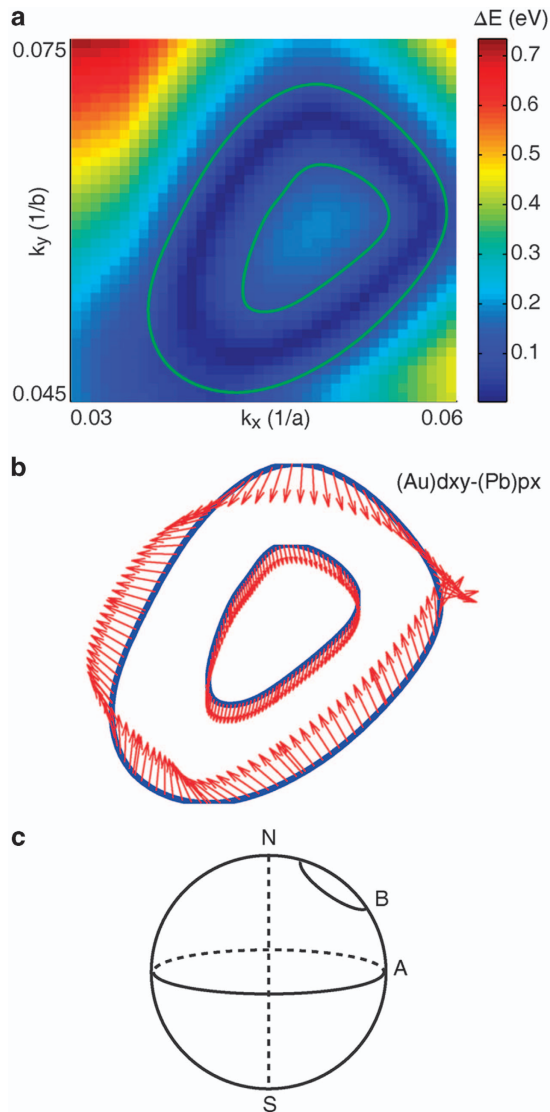 a
ΔE (eV)
0.075
0.7
0.6
0.5
0.4
0.3
0.2
0.1
ky (1/b)
0.045
0.03
kx (1/a)
0.06
b
(Au)dxy-(Pb)px
c
N
B
A
S